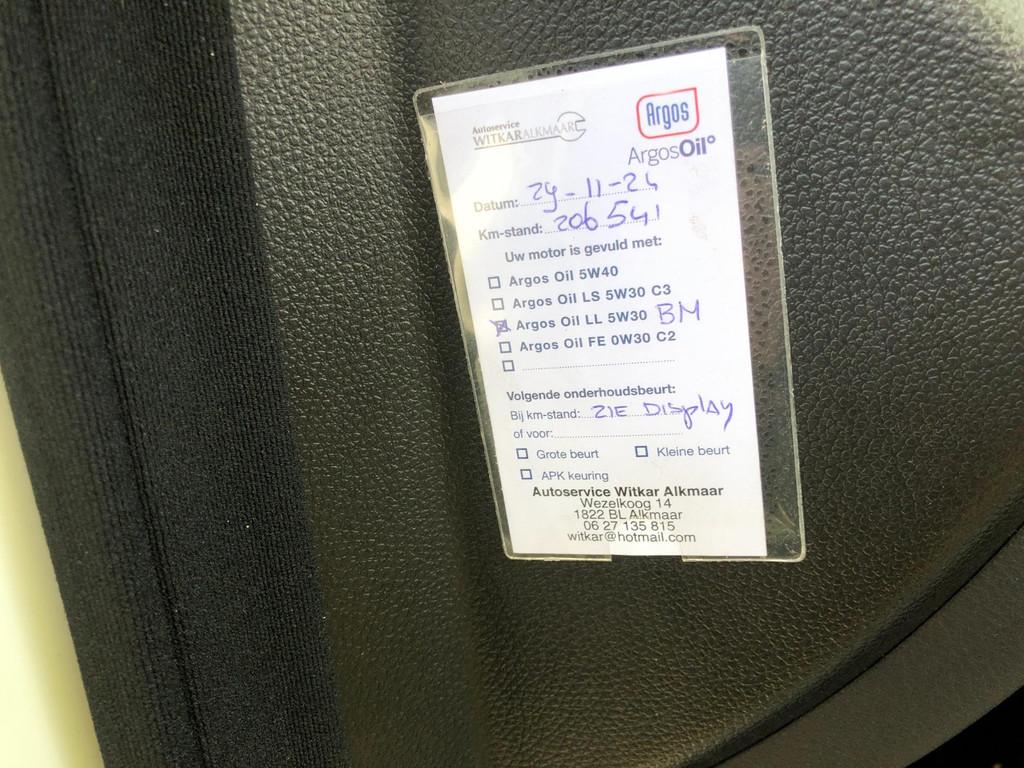 Autoservice
WITKARALKMAAR
Argos
ArgosOil°
Datum: 29-11-24
Km-stand: 206 541
Uw motor is gevuld met:
Argos Oil 5W40
Argos Oil LS 5W30 C3
Argos Oil LL 5W30 BM
Argos Oil FE 0W30 C2
Volgende onderhoudsbeurt:
Bij km-stand: ZIE DISplAy
of voor:
Grote beurt Kleine beurt
APK keuring
Autoservice Witkar Alkmaar
Wezelkoog 14
1822 BL Alkmaar
06 27 135 815
witkar@hotmail.com